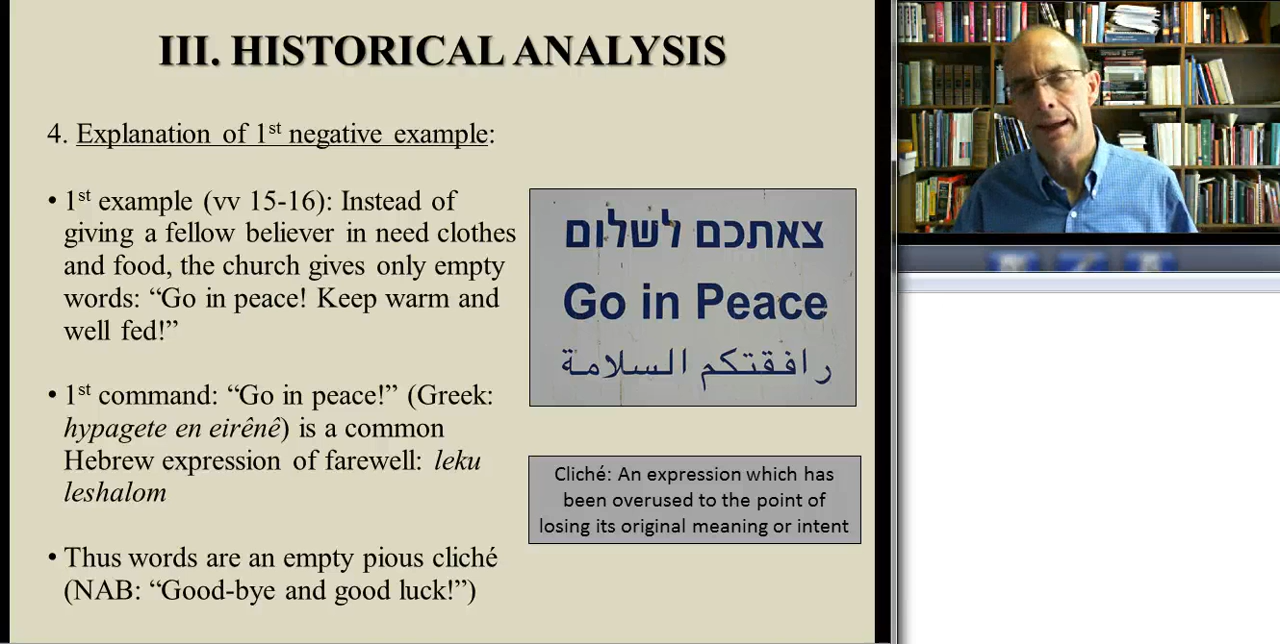 III. HISTORICAL ANALYSIS
4. Explanation of 1st negative example:
• 1st example (vv 15-16): Instead of
giving a fellow believer in need clothes
and food, the church gives only empty
words: “Go in peace! Keep warm and
well fed!”
• 1st command: “Go in peace!” (Greek:
hypagete en eirênê) is a common
Hebrew expression of farewell: leku
leshalom
• Thus words are an empty pious cliché
(NAB: “Good-bye and good luck!”)
צאתכם לשלום
Go in Peace
رافقتكم السلامة
Cliché: An expression which has
been overused to the point of
losing its original meaning or intent